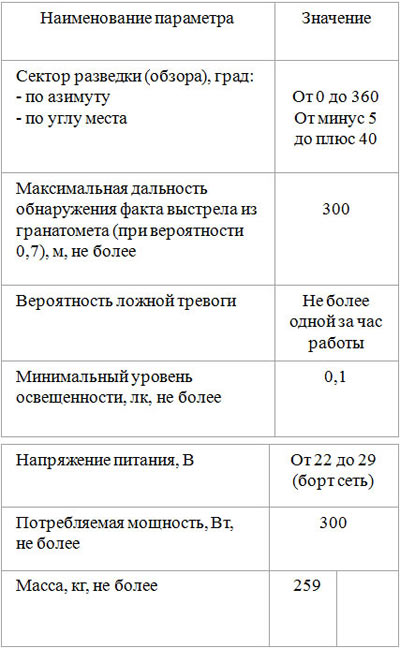 Наименование параметра Значение
Сектор разведки (обзора), град:
- по азимуту От 0 до 360
- по углу места От минус 5
до плюс 40
Максимальная дальность
обнаружения факта выстрела из 300
гранатомета (при вероятности
0,7), м, не более
Вероятность ложной тревоги Не более
одной за час
работы
Минимальный уровень 0,1
освещенности, лк, не более
Напряжение питания, В От 22 до 29
(борт сеть)
Потребляемая мощность, Вт, 300
не более
Масса, кг, не более 259